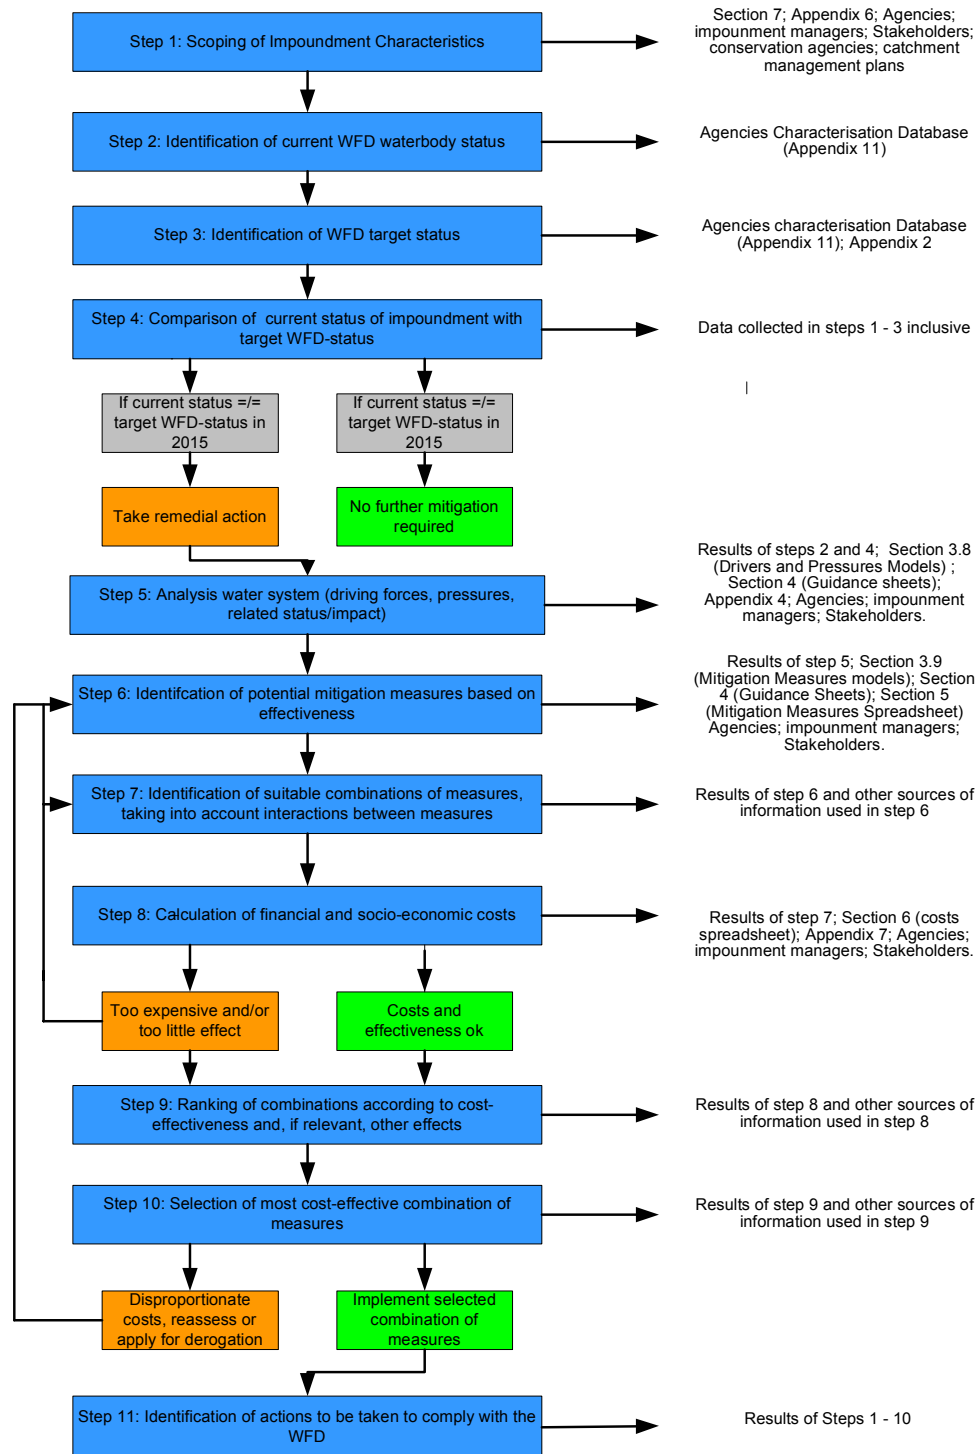 Step 1: Scoping of Impoundment Characteristics
Section 7; Appendix 6; Agencies;
impounment managers; Stakeholders;
conservation agencies; catchment
management plans
Step 2: Identification of current WFD waterbody status
Agencies Characterisation Database
(Appendix 11)
Step 3: Identification of WFD target status
Agencies characterisation Database
(Appendix 11); Appendix 2
Step 4: Comparison of current status of impoundment with
target WFD-status
Data collected in steps 1 - 3 inclusive
If current status =/=
target WFD-status in
2015
If current status =/=
target WFD-status in
2015
Take remedial action
No further mitigation
required
Step 5: Analysis water system (driving forces, pressures,
related status/impact)
Results of steps 2 and 4; Section 3.8
(Drivers and Pressures Models) ;
Section 4 (Guidance sheets);
Appendix 4; Agencies; impounment
managers; Stakeholders.
Step 6: Identifcation of potential mitigation measures based on
effectiveness
Results of step 5; Section 3.9
(Mitigation Measures models); Section
4 (Guidance Sheets); Section 5
(Mitigation Measures Spreadsheet)
Agencies; impounment managers;
Stakeholders.
Step 7: Identification of suitable combinations of measures,
taking into account interactions between measures
Results of step 6 and other sources of
information used in step 6
Step 8: Calculation of financial and socio-economic costs
Results of step 7; Section 6 (costs
spreadsheet); Appendix 7; Agencies;
impounment managers; Stakeholders.
Too expensive and/or
too little effect
Costs and
effectiveness ok
Step 9: Ranking of combinations according to cost-
effectiveness and, if relevant, other effects
Results of step 8 and other sources of
information used in step 8
Step 10: Selection of most cost-effective combination of
measures
Results of step 9 and other sources of
information used in step 9
Disproportionate
costs, reassess or
apply for derogation
Implement selected
combination of
measures
Step 11: Identification of actions to be taken to comply with the
WFD
Results of Steps 1 - 10